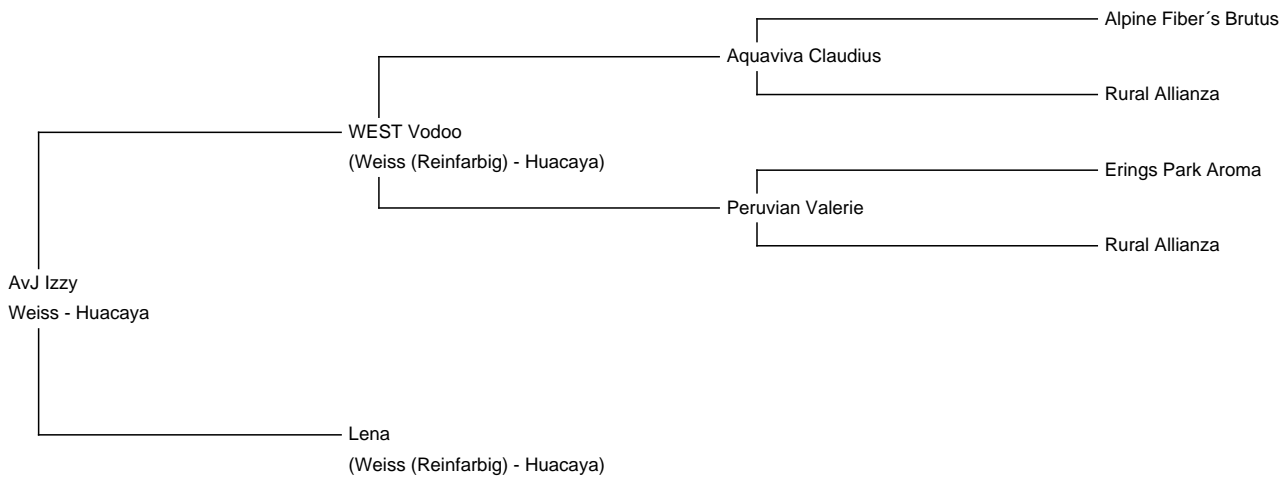 Alpine Fiber´s Brutus
Aquaviva Claudius
Rural Allianza
WEST Vodoo
(Weiss (Reinfarbig) - Huacaya)
Erings Park Aroma
Peruvian Valerie
Rural Allianza
AvJ Izzy
Weiss - Huacaya
Lena
(Weiss (Reinfarbig) - Huacaya)